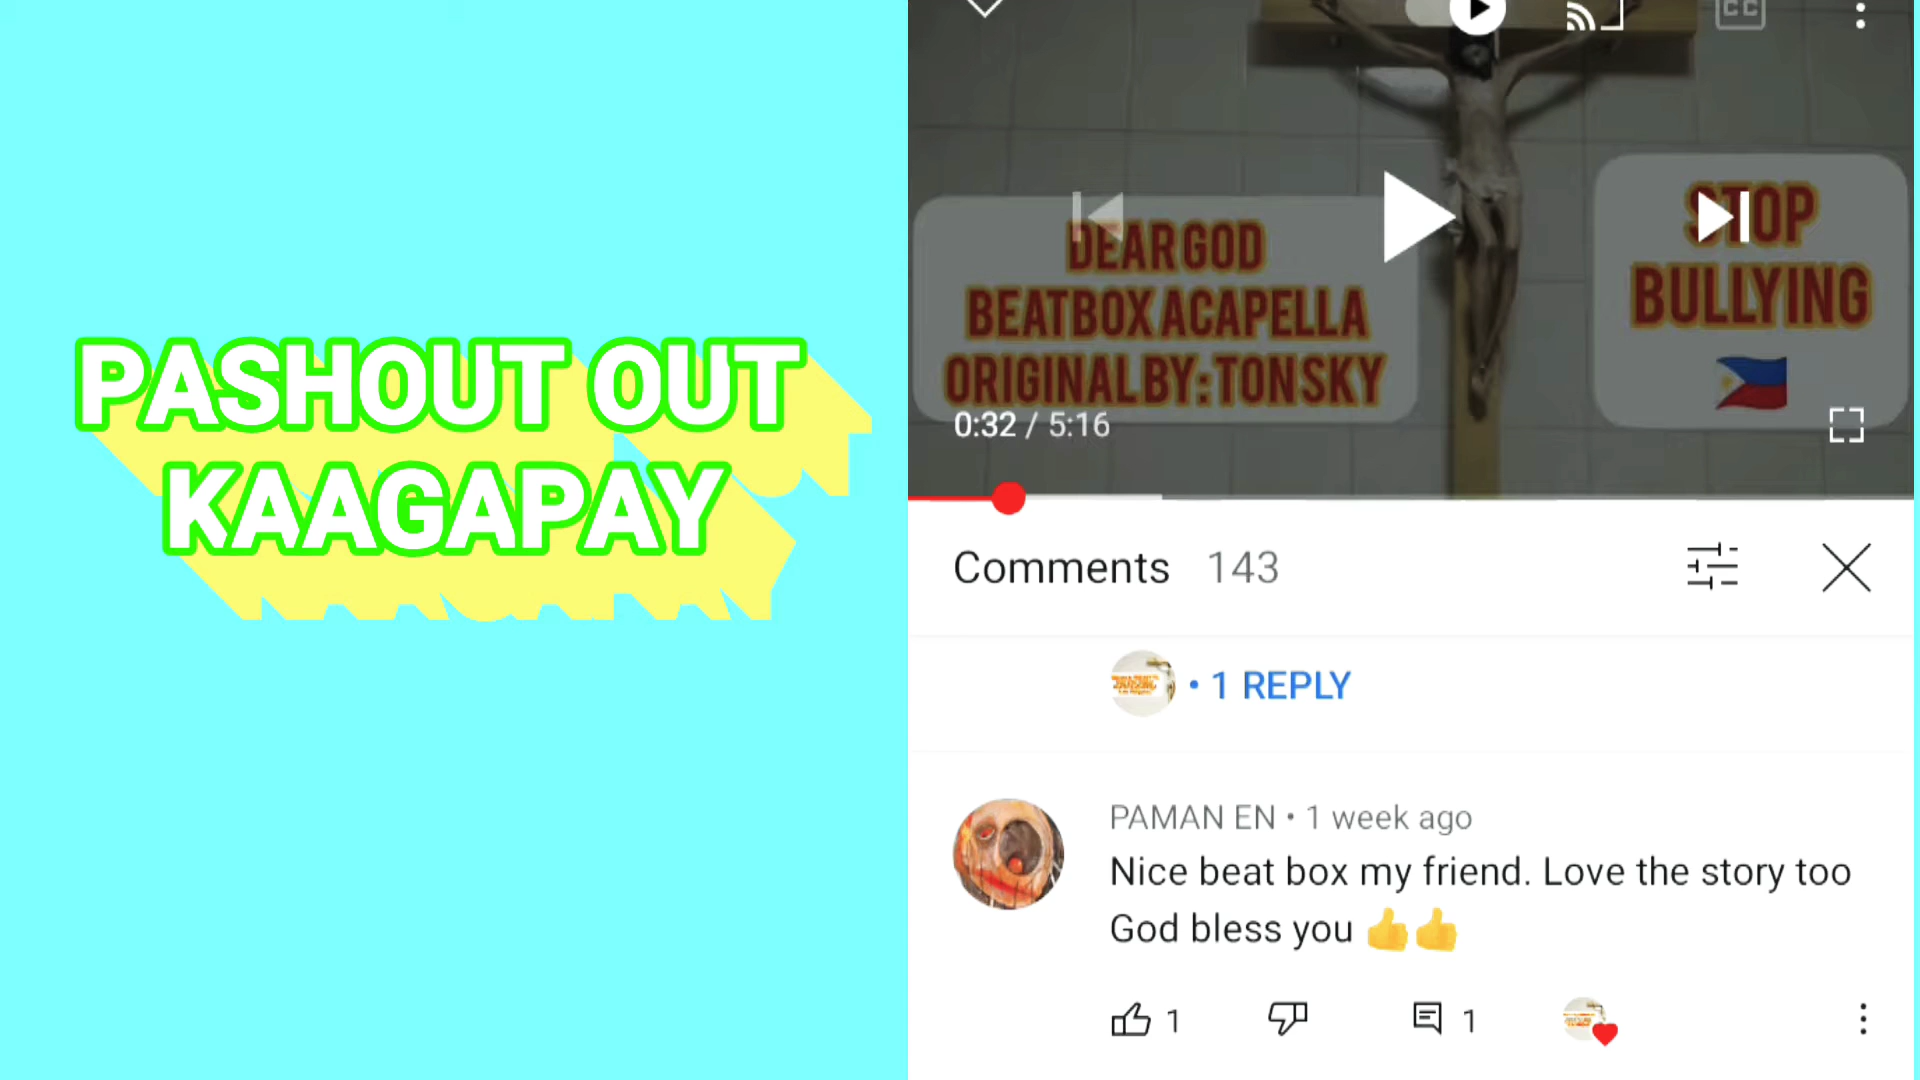 PASHOUT OUT
KAAGAPAY
CC
DEAR GOD
BEATBOX ACAPELLA
ORIGINAL BY: TONSKY
STOP
BULLYING
0:32 / 5:16
Comments 143
• 1 REPLY
PAMAN EN • 1 week ago
Nice beat box my friend. Love the story too
God bless you 👍👍
1 1